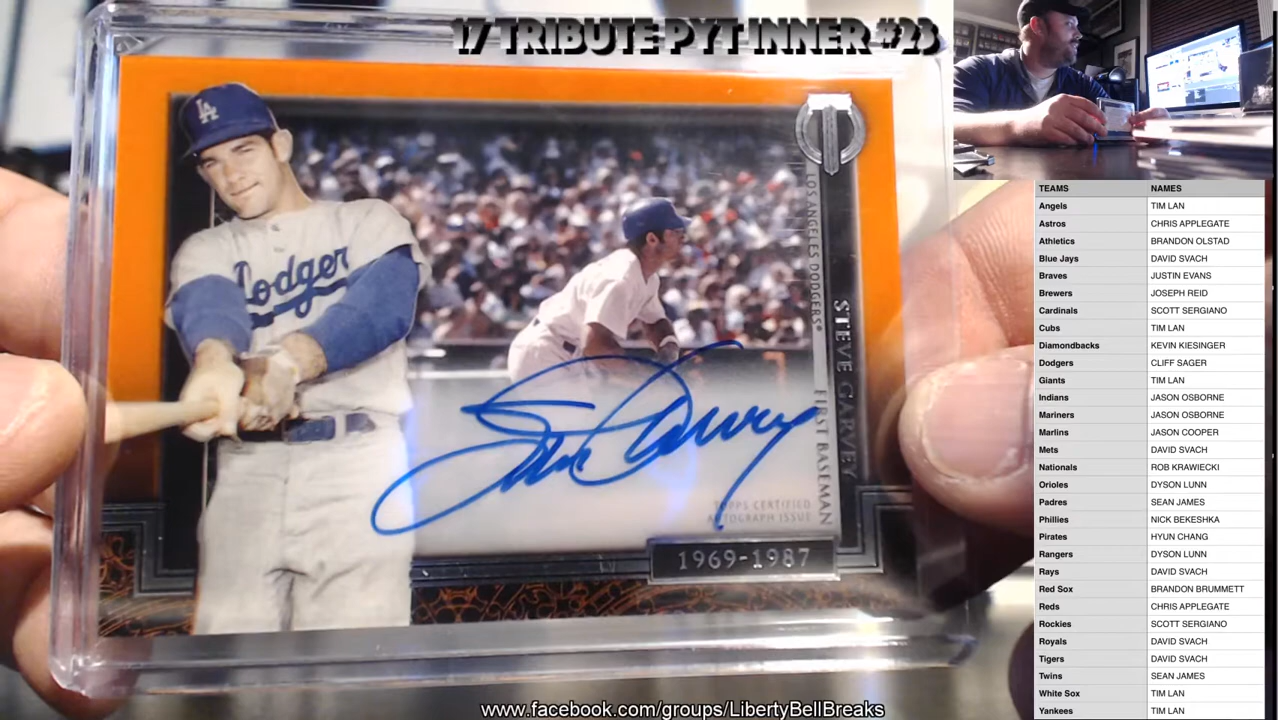 17 TRIBUTE PYT INNER #23
LA
Dodgers
LOS ANGELES DODGERS®
STEVE GARVEY
FIRST BASEMAN
Steve Garvey
TOPPS CERTIFIED
AUTOGRAPH ISSUE
1969-1987
www.facebook.com/groups/LibertyBellBreaks
TEAMS NAMES
Angels TIM LAN
Astros CHRIS APPLEGATE
Athletics BRANDON OLSTAD
Blue Jays DAVID SVACH
Braves JUSTIN EVANS
Brewers JOSEPH REID
Cardinals SCOTT SERGIANO
Cubs TIM LAN
Diamondbacks KEVIN KIESINGER
Dodgers CLIFF SAGER
Giants TIM LAN
Indians JASON OSBORNE
Mariners JASON OSBORNE
Marlins JASON COOPER
Mets DAVID SVACH
Nationals ROB KRAWIECKI
Orioles DYSON LUNN
Padres SEAN JAMES
Phillies NICK BEKESHKA
Pirates HYUN CHANG
Rangers DYSON LUNN
Rays DAVID SVACH
Red Sox BRANDON BRUMMETT
Reds CHRIS APPLEGATE
Rockies SCOTT SERGIANO
Royals DAVID SVACH
Tigers DAVID SVACH
Twins SEAN JAMES
White Sox TIM LAN
Yankees TIM LAN